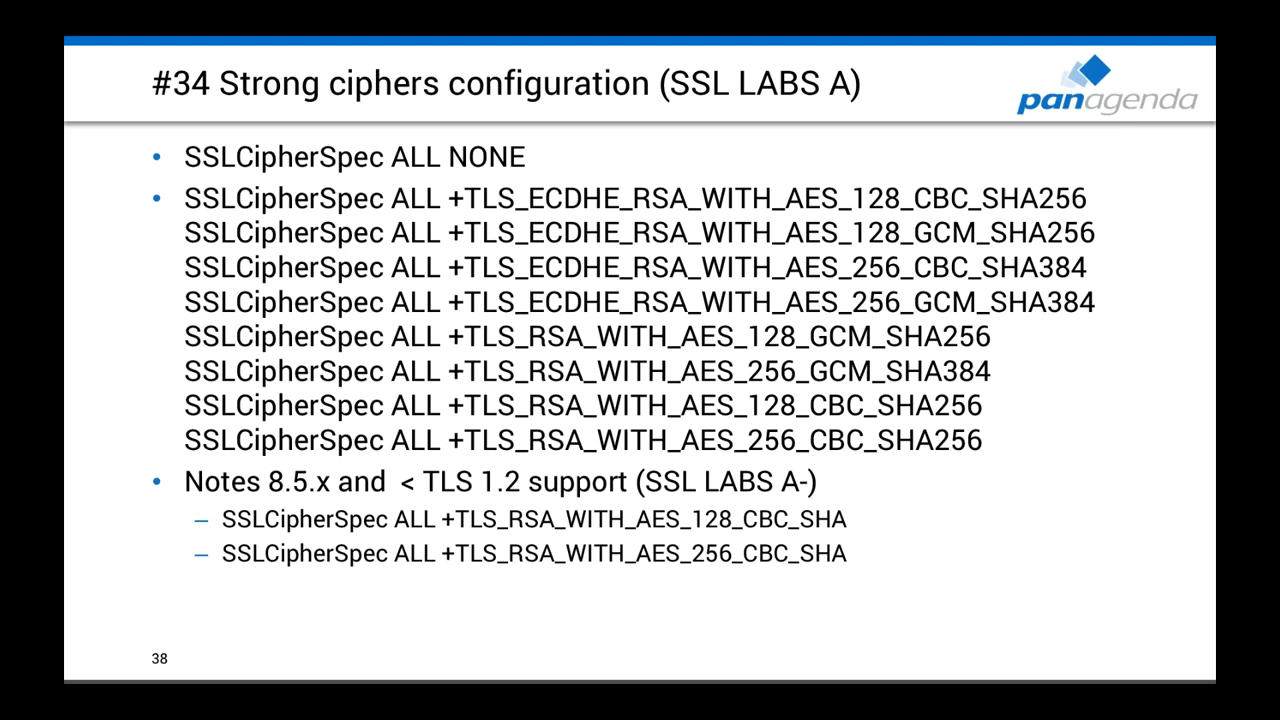 #34 Strong ciphers configuration (SSL LABS A)
panagenda
• SSLCipherSpec ALL NONE
• SSLCipherSpec ALL +TLS_ECDHE_RSA_WITH_AES_128_CBC_SHA256
SSLCipherSpec ALL +TLS_ECDHE_RSA_WITH_AES_128_GCM_SHA256
SSLCipherSpec ALL +TLS_ECDHE_RSA_WITH_AES_256_CBC_SHA384
SSLCipherSpec ALL +TLS_ECDHE_RSA_WITH_AES_256_GCM_SHA384
SSLCipherSpec ALL +TLS_RSA_WITH_AES_128_GCM_SHA256
SSLCipherSpec ALL +TLS_RSA_WITH_AES_256_GCM_SHA384
SSLCipherSpec ALL +TLS_RSA_WITH_AES_128_CBC_SHA256
SSLCipherSpec ALL +TLS_RSA_WITH_AES_256_CBC_SHA256
• Notes 8.5.x and < TLS 1.2 support (SSL LABS A-)
– SSLCipherSpec ALL +TLS_RSA_WITH_AES_128_CBC_SHA
– SSLCipherSpec ALL +TLS_RSA_WITH_AES_256_CBC_SHA
38